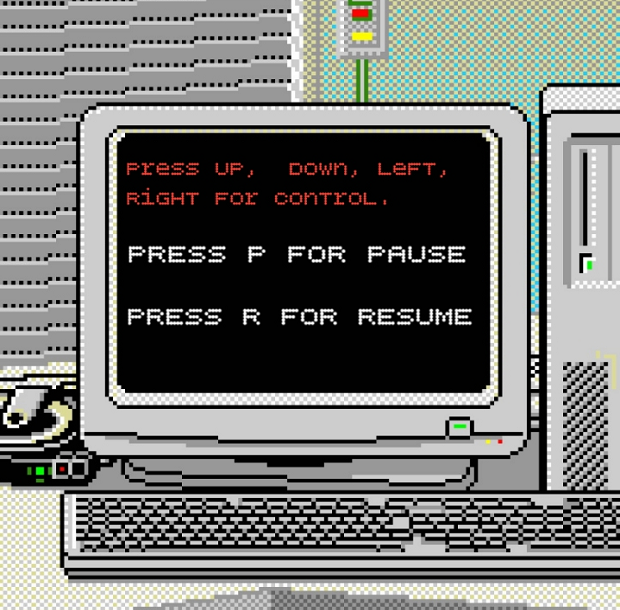 Press UP, Down, Left,
Right For control.
PRESS P FOR PAUSE
PRESS R FOR RESUME